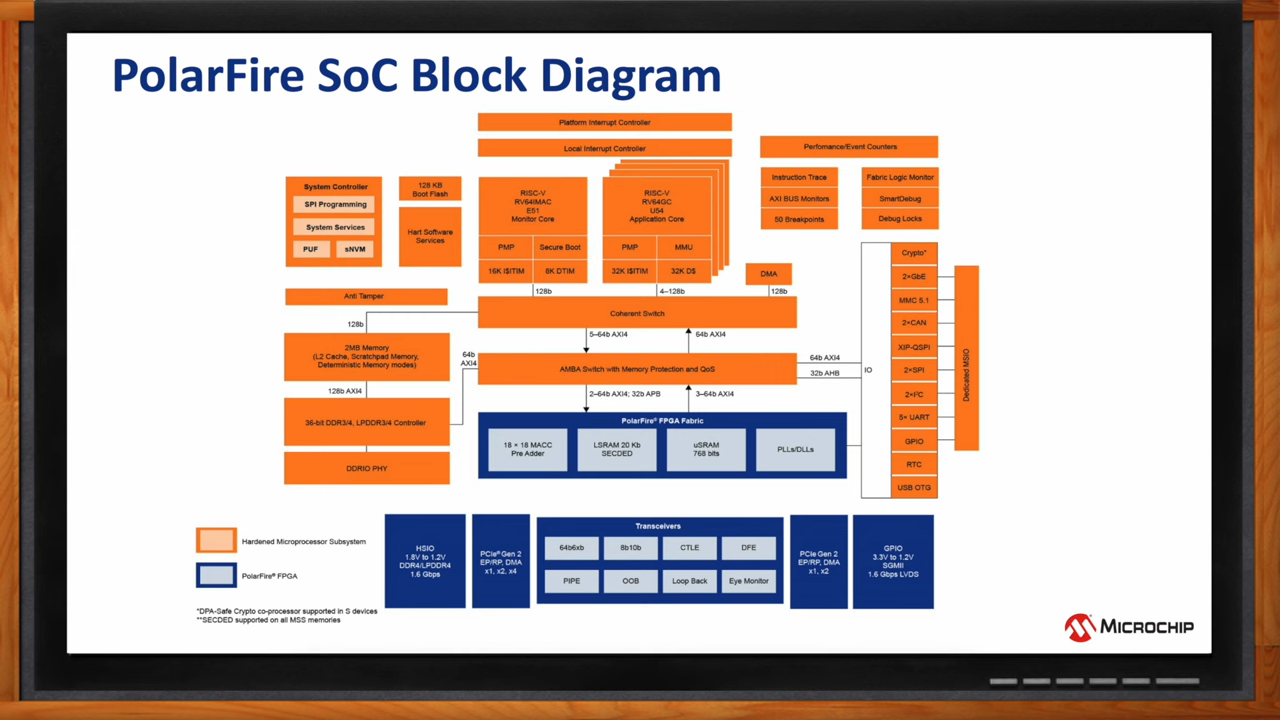 PolarFire SoC Block Diagram
Platform Interrupt Controller
Local Interrupt Controller
Perfomance/Event Counters
Instruction Trace
AXI BUS Monitors
50 Breakpoints
Fabric Logic Monitor
SmartDebug
Debug Locks
System Controller
SPI Programming
System Services
PUF
sNVM
128 KB
Boot Flash
Hart Software
Services
RISC-V
RV64IMAC
E51
Monitor Core
PMP
Secure Boot
16K I$ITIM
8K DTIM
RISC-V
RV64GC
U54
Application Core
PMP
MMU
32K I$ITIM
32K D$
DMA
128b
4–128b
128b
Anti Tamper
Coherent Switch
128b
5–64b AXI4
64b AXI4
2MB Memory
(L2 Cache, Scratchpad Memory,
Deterministic Memory modes)
64b
AXI4
AMBA Switch with Memory Protection and QoS
64b AXI4
32b AHB
IO
128b AXI4
2–64b AXI4; 32b APB
3–64b AXI4
36-bit DDR3/4, LPDDR3/4 Controller
DDRIO PHY
PolarFire® FPGA Fabric
18 × 18 MACC
Pre Adder
LSRAM 20 Kb
SECDED
uSRAM
768 bits
PLLs/DLLs
Crypto*
2×GbE
MMC 5.1
2×CAN
XIP-QSPI
2×SPI
2×I²C
5× UART
GPIO
RTC
USB OTG
Dedicated MSIO
Hardened Microprocessor Subsystem
PolarFire® FPGA
HSIO
1.8V to 1.2V
DDR4/LPDDR4
1.6 Gbps
PCIe® Gen 2
EP/RP, DMA
x1, x2, x4
Transceivers
64b6xb
8b10b
CTLE
DFE
PIPE
OOB
Loop Back
Eye Monitor
PCIe Gen 2
EP/RP, DMA
x1, x2
GPIO
3.3V to 1.2V
SGMII
1.6 Gbps LVDS
*DPA-Safe Crypto co-processor supported in S devices
**SECDED supported on all MSS memories
MICROCHIP